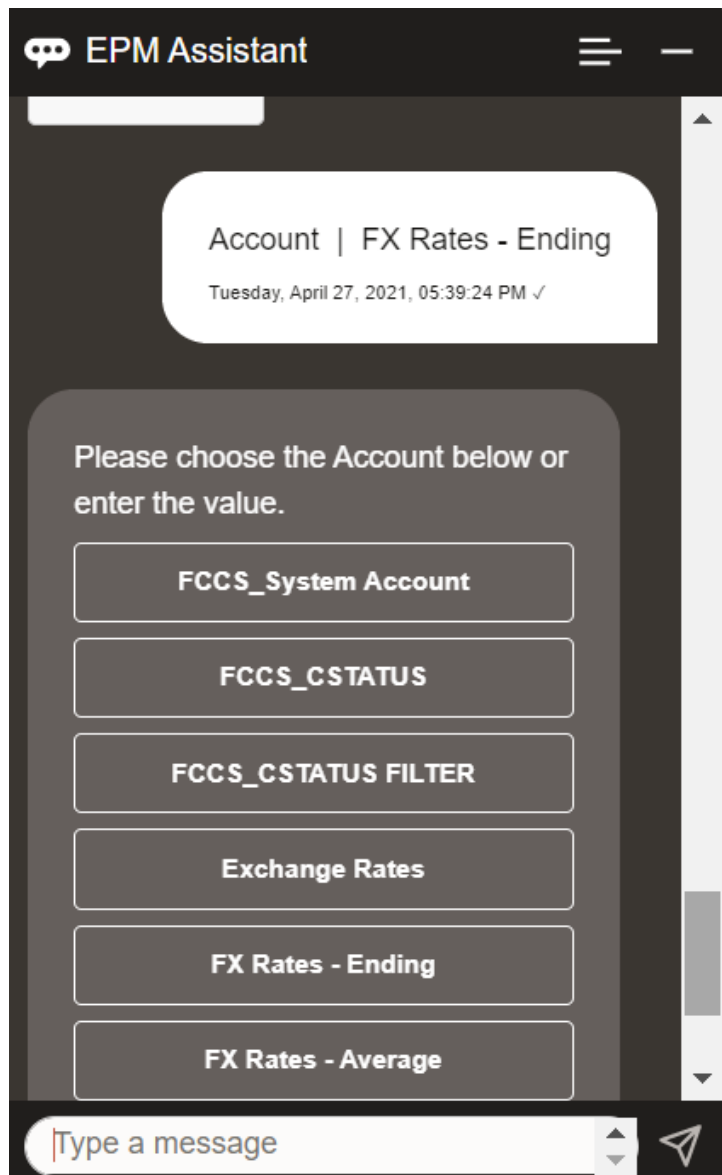 EPM Assistant
Account | FX Rates - Ending
Tuesday, April 27, 2021, 05:39:24 PM ✓
Please choose the Account below or
enter the value.
FCCS_System Account
FCCS_CSTATUS
FCCS_CSTATUS FILTER
Exchange Rates
FX Rates - Ending
FX Rates - Average
Type a message